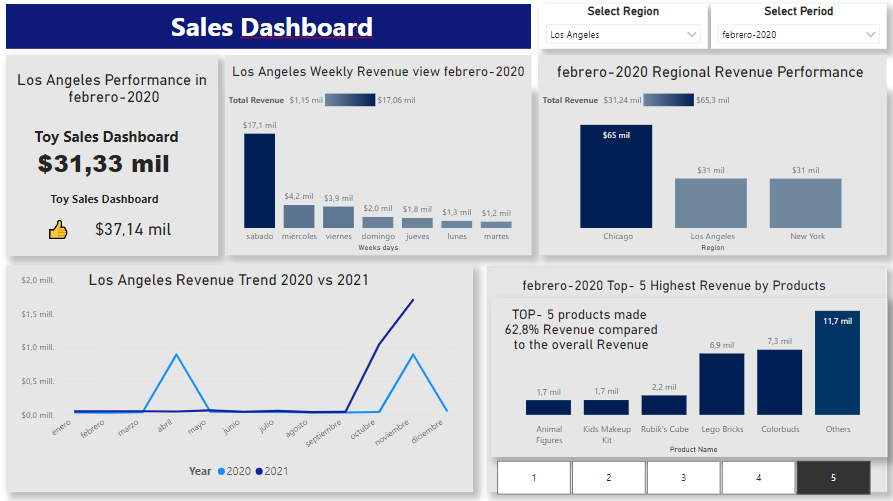 Sales Dashboard
Select Region
Los Angeles
Select Period
febrero-2020
Los Angeles Performance in
febrero-2020
Toy Sales Dashboard
$31,33 mil
Toy Sales Dashboard
$37,14 mil
Los Angeles Weekly Revenue view febrero-2020
Total Revenue $1,15 mil $17,06 mil
$17,1 mil
$4,2 mil
$3,9 mil
$2,0 mil
$1,8 mil
$1,3 mil
$1,2 mil
sábado miércoles viernes domingo jueves lunes martes
Weeks days
febrero-2020 Regional Revenue Performance
Total Revenue $31,24 mil $65,3 mil
$65 mil
$31 mil
$31 mil
Chicago Los Angeles New York
Region
Los Angeles Revenue Trend 2020 vs 2021
$2,0 mill.
$1,5 mill.
$1,0 mill.
$0,5 mill.
$0,0 mill.
enero febrero marzo abril mayo junio julio agosto septiembre octubre noviembre diciembre
Year 2020 2021
febrero-2020 Top- 5 Highest Revenue by Products
TOP- 5 products made
62,8% Revenue compared
to the overall Revenue
1,7 mil
1,7 mil
2,2 mil
6,9 mil
7,3 mil
11,7 mil
Animal Kids Makeup Rubik's Cube Lego Bricks Colorbuds Others
Figures Kit
Product Name
1 2 3 4 5